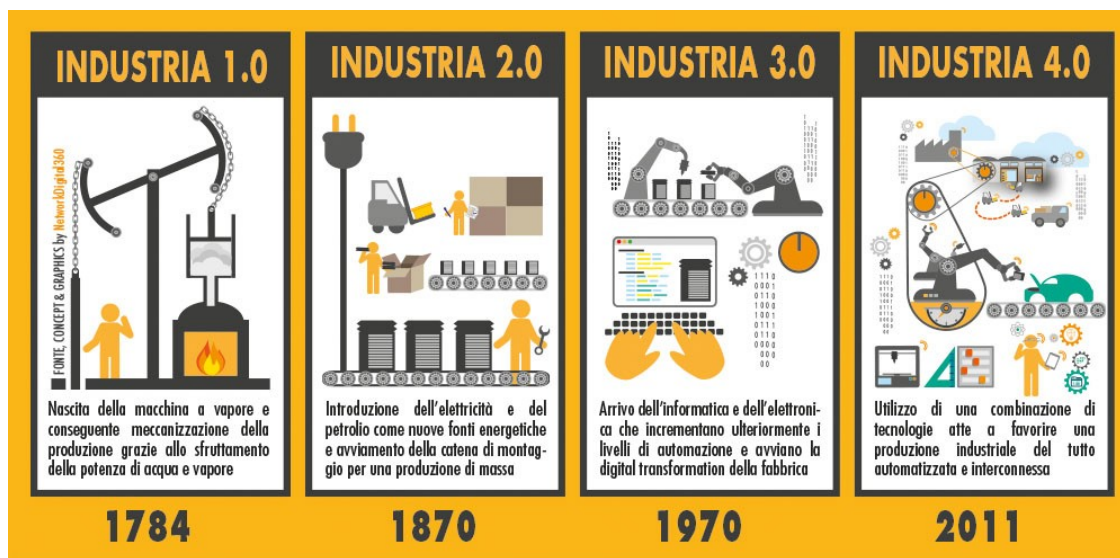 INDUSTRIA 1.0
FONTE, CONCEPT & GRAPHICS by NetworkDigital360
Nascita della macchina a vapore e
conseguente meccanizzazione della
produzione grazie allo sfruttamento
della potenza di acqua e vapore
1784
INDUSTRIA 2.0
Introduzione dell'elettricità e del
petrolio come nuove fonti energetiche
e avviamento della catena di montag-
gio per una produzione di massa
1870
INDUSTRIA 3.0
Arrivo dell'informatica e dell'elettroni-
ca che incrementano ulteriormente i
livelli di automazione e avviano la
digital transformation della fabbrica
1970
INDUSTRIA 4.0
Utilizzo di una combinazione di
tecnologie atte a favorire una
produzione industriale del tutto
automatizzata e interconnessa
2011